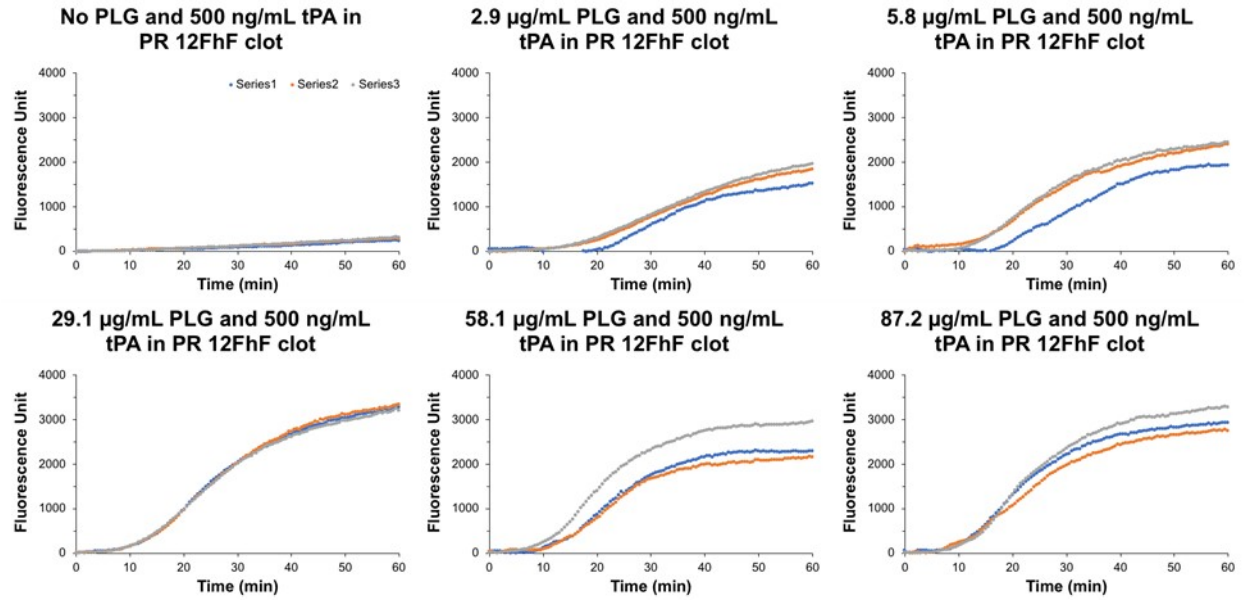 No PLG and 500 ng/mL tPA in
PR 12FhF clot
4000
3000
2000
1000
0
Fluorescence Unit
Series1 Series2 Series3
0 10 20 30 40 50 60
Time (min)
2.9 µg/mL PLG and 500 ng/mL
tPA in PR 12FhF clot
4000
3000
2000
1000
0
Fluorescence Unit
0 10 20 30 40 50 60
Time (min)
5.8 µg/mL PLG and 500 ng/mL
tPA in PR 12FhF clot
4000
3000
2000
1000
0
Fluorescence Unit
0 10 20 30 40 50 60
Time (min)
29.1 µg/mL PLG and 500 ng/mL
tPA in PR 12FhF clot
4000
3000
2000
1000
0
Fluorescence Unit
0 10 20 30 40 50 60
Time (min)
58.1 µg/mL PLG and 500 ng/mL
tPA in PR 12FhF clot
4000
3000
2000
1000
0
Fluorescence Unit
0 10 20 30 40 50 60
Time (min)
87.2 µg/mL PLG and 500 ng/mL
tPA in PR 12FhF clot
4000
3000
2000
1000
0
Fluorescence Unit
0 10 20 30 40 50 60
Time (min)